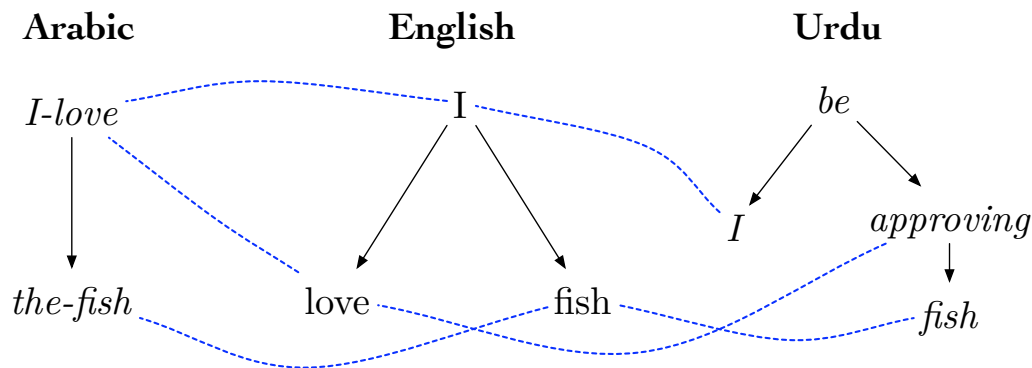 Arabic English Urdu
I-love I be
I approving
the-fish love fish fish